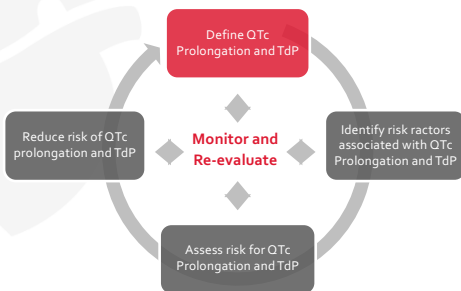 Define QTc
Prolongation and TdP
Reduce risk of QTc
prolongation and TdP
Monitor and
Re-evaluate
Identify risk ractors
associated with QTc
Prolongation and TdP
Assess risk for QTc
Prolongation and TdP